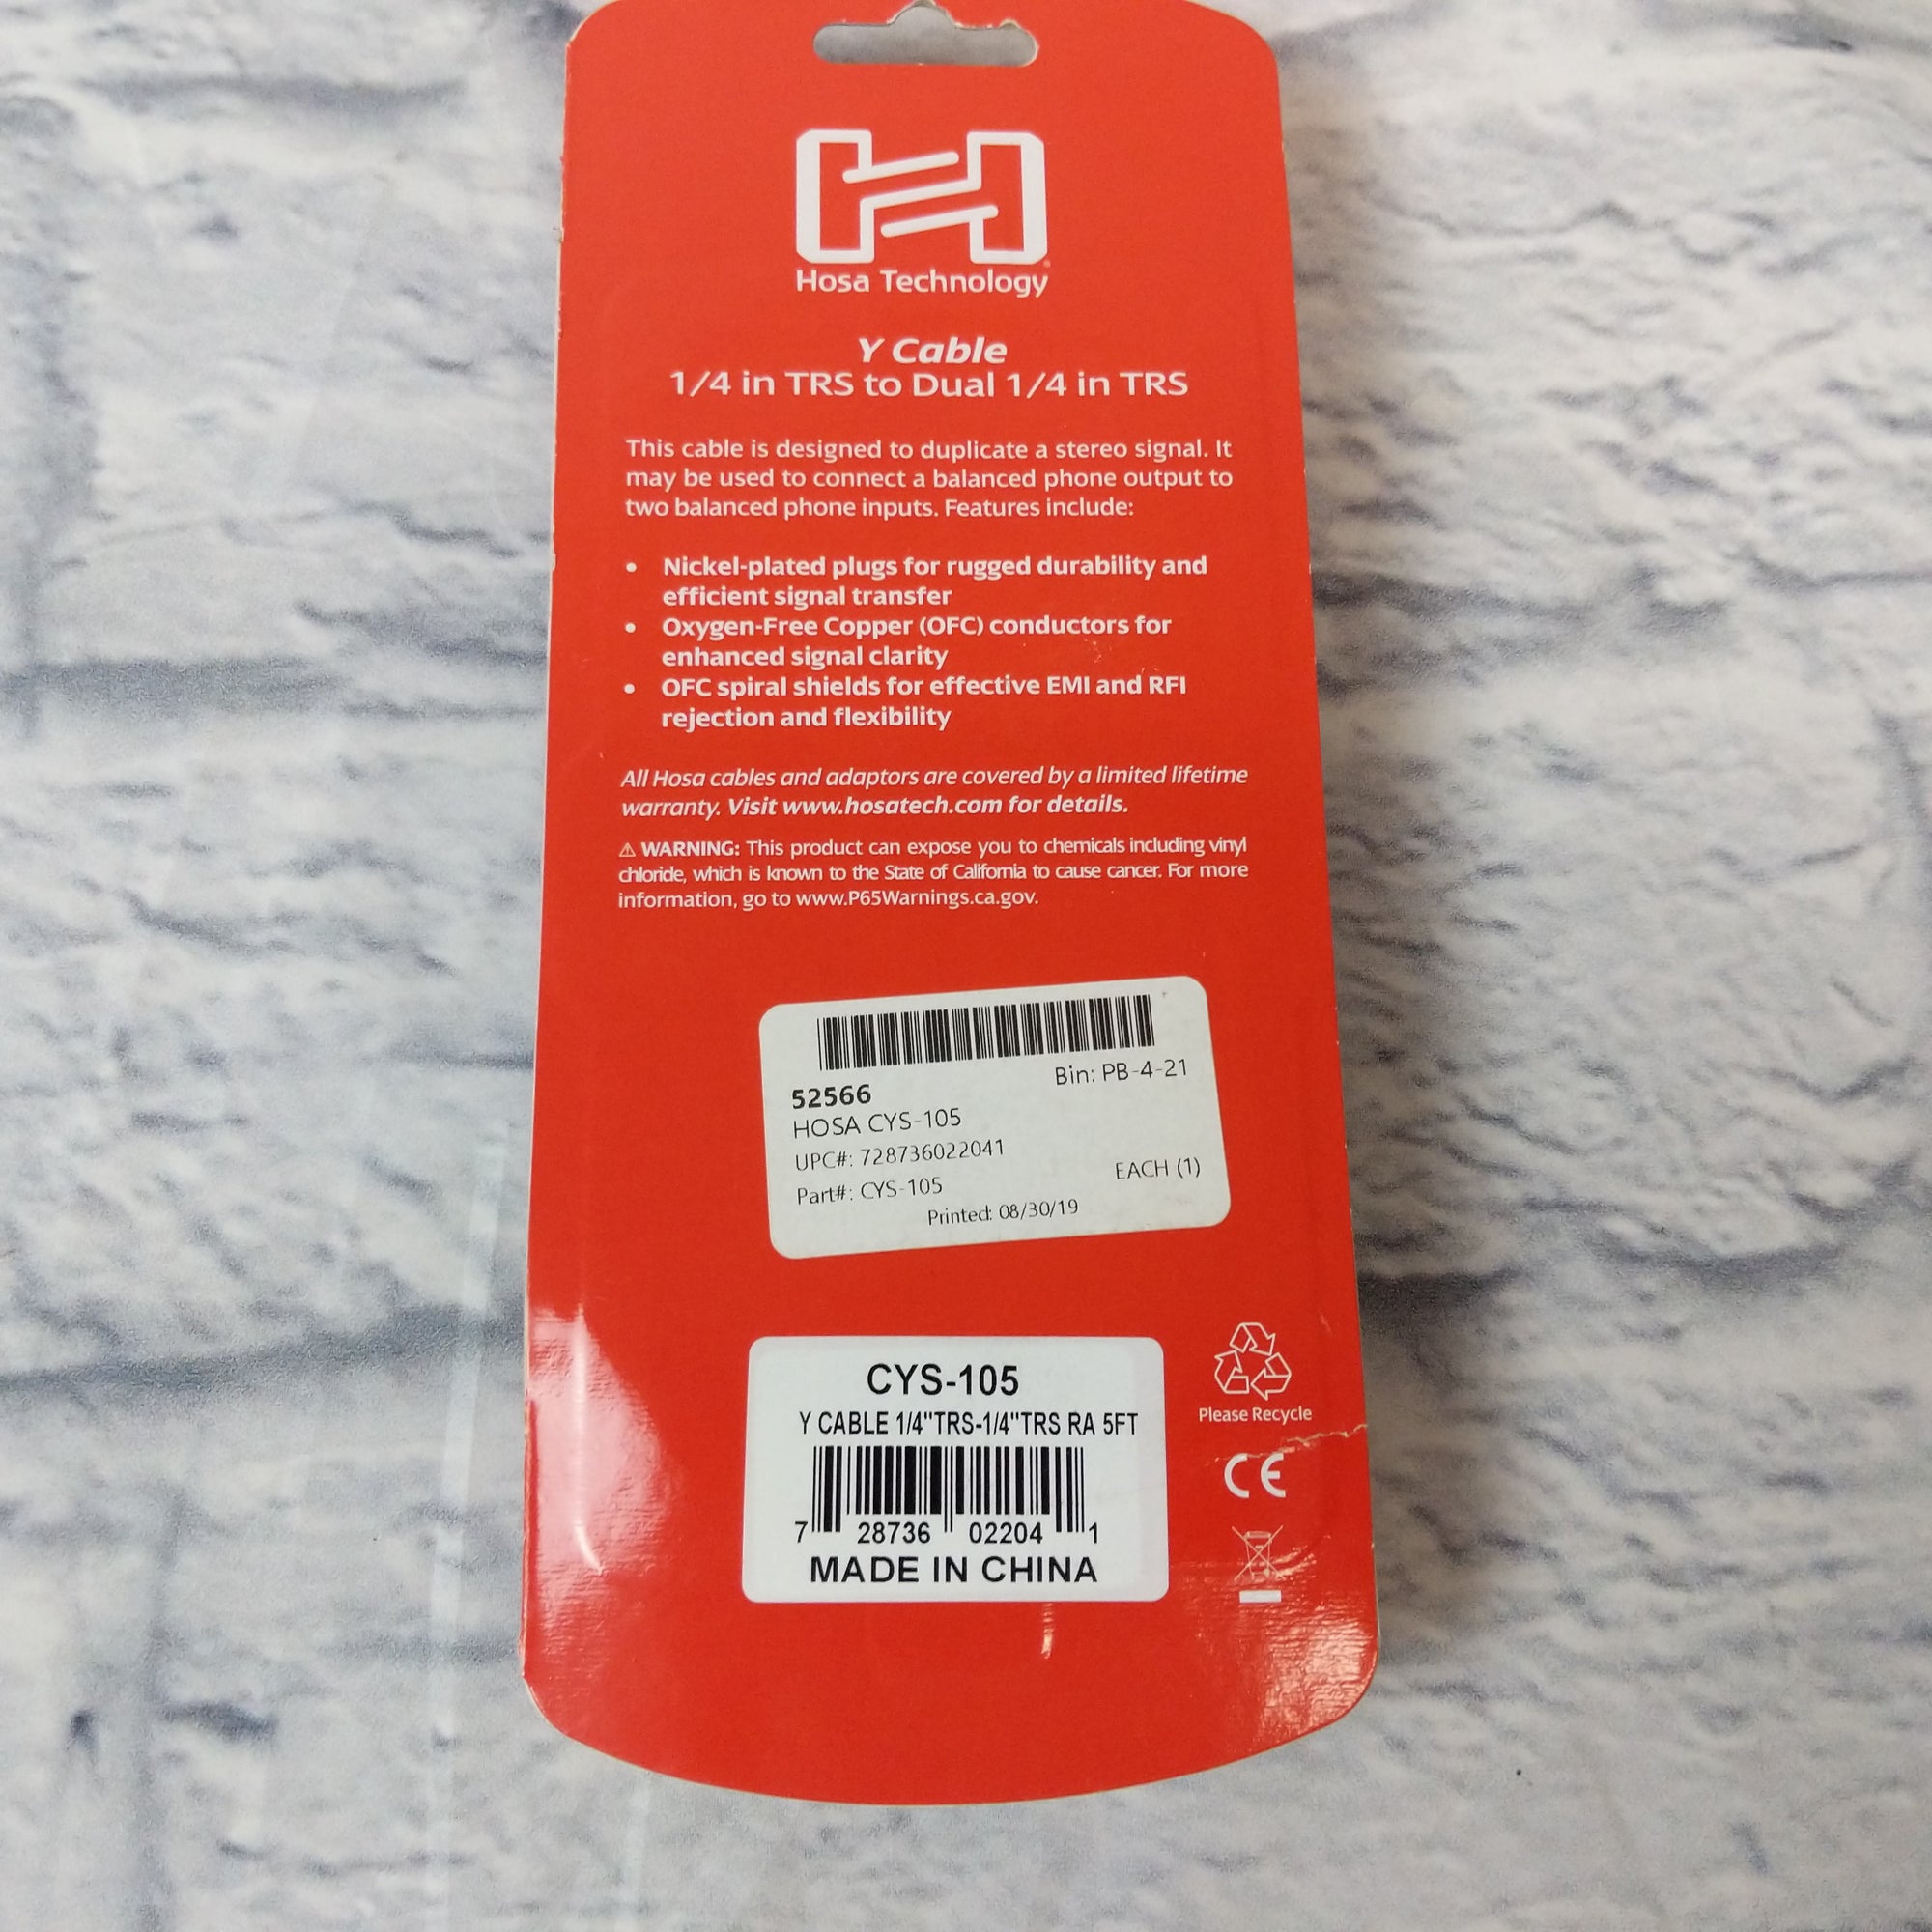 Hosa Technology®
Y Cable
1/4 in TRS to Dual 1/4 in TRS
This cable is designed to duplicate a stereo signal. It
may be used to connect a balanced phone output to
two balanced phone inputs. Features include:
• Nickel-plated plugs for rugged durability and
efficient signal transfer
• Oxygen-Free Copper (OFC) conductors for
enhanced signal clarity
• OFC spiral shields for effective EMI and RFI
rejection and flexibility
All Hosa cables and adaptors are covered by a limited lifetime
warranty. Visit www.hosatech.com for details.
⚠ WARNING: This product can expose you to chemicals including vinyl
chloride, which is known to the State of California to cause cancer. For more
information, go to www.P65Warnings.ca.gov.
52566 Bin: PB-4-21
HOSA CYS-105
UPC#: 728736022041
Part#: CYS-105 EACH (1)
Printed: 08/30/19
CYS-105
Y CABLE 1/4"TRS-1/4"TRS RA 5FT
7 28736 02204 1
MADE IN CHINA
Please Recycle
CE